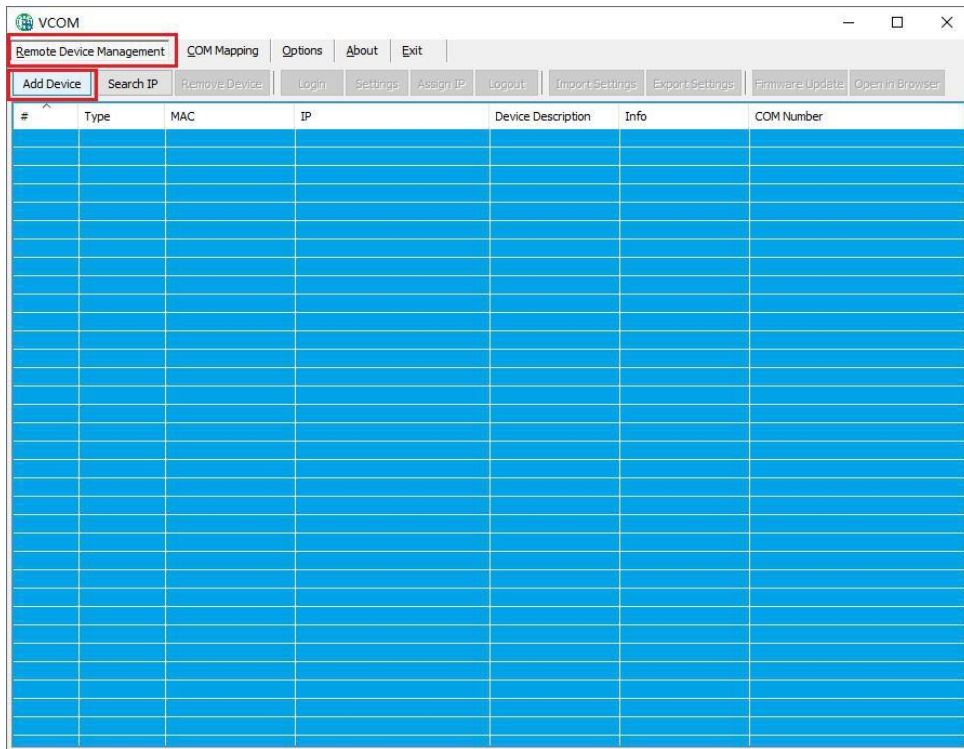 VCOM
Remote Device Management COM Mapping Options About Exit
Add Device Search IP Remove Device Login Settings Assign IP Logout Import Settings Export Settings Firmware Update Open in Browser
# Type MAC IP Device Description Info COM Number